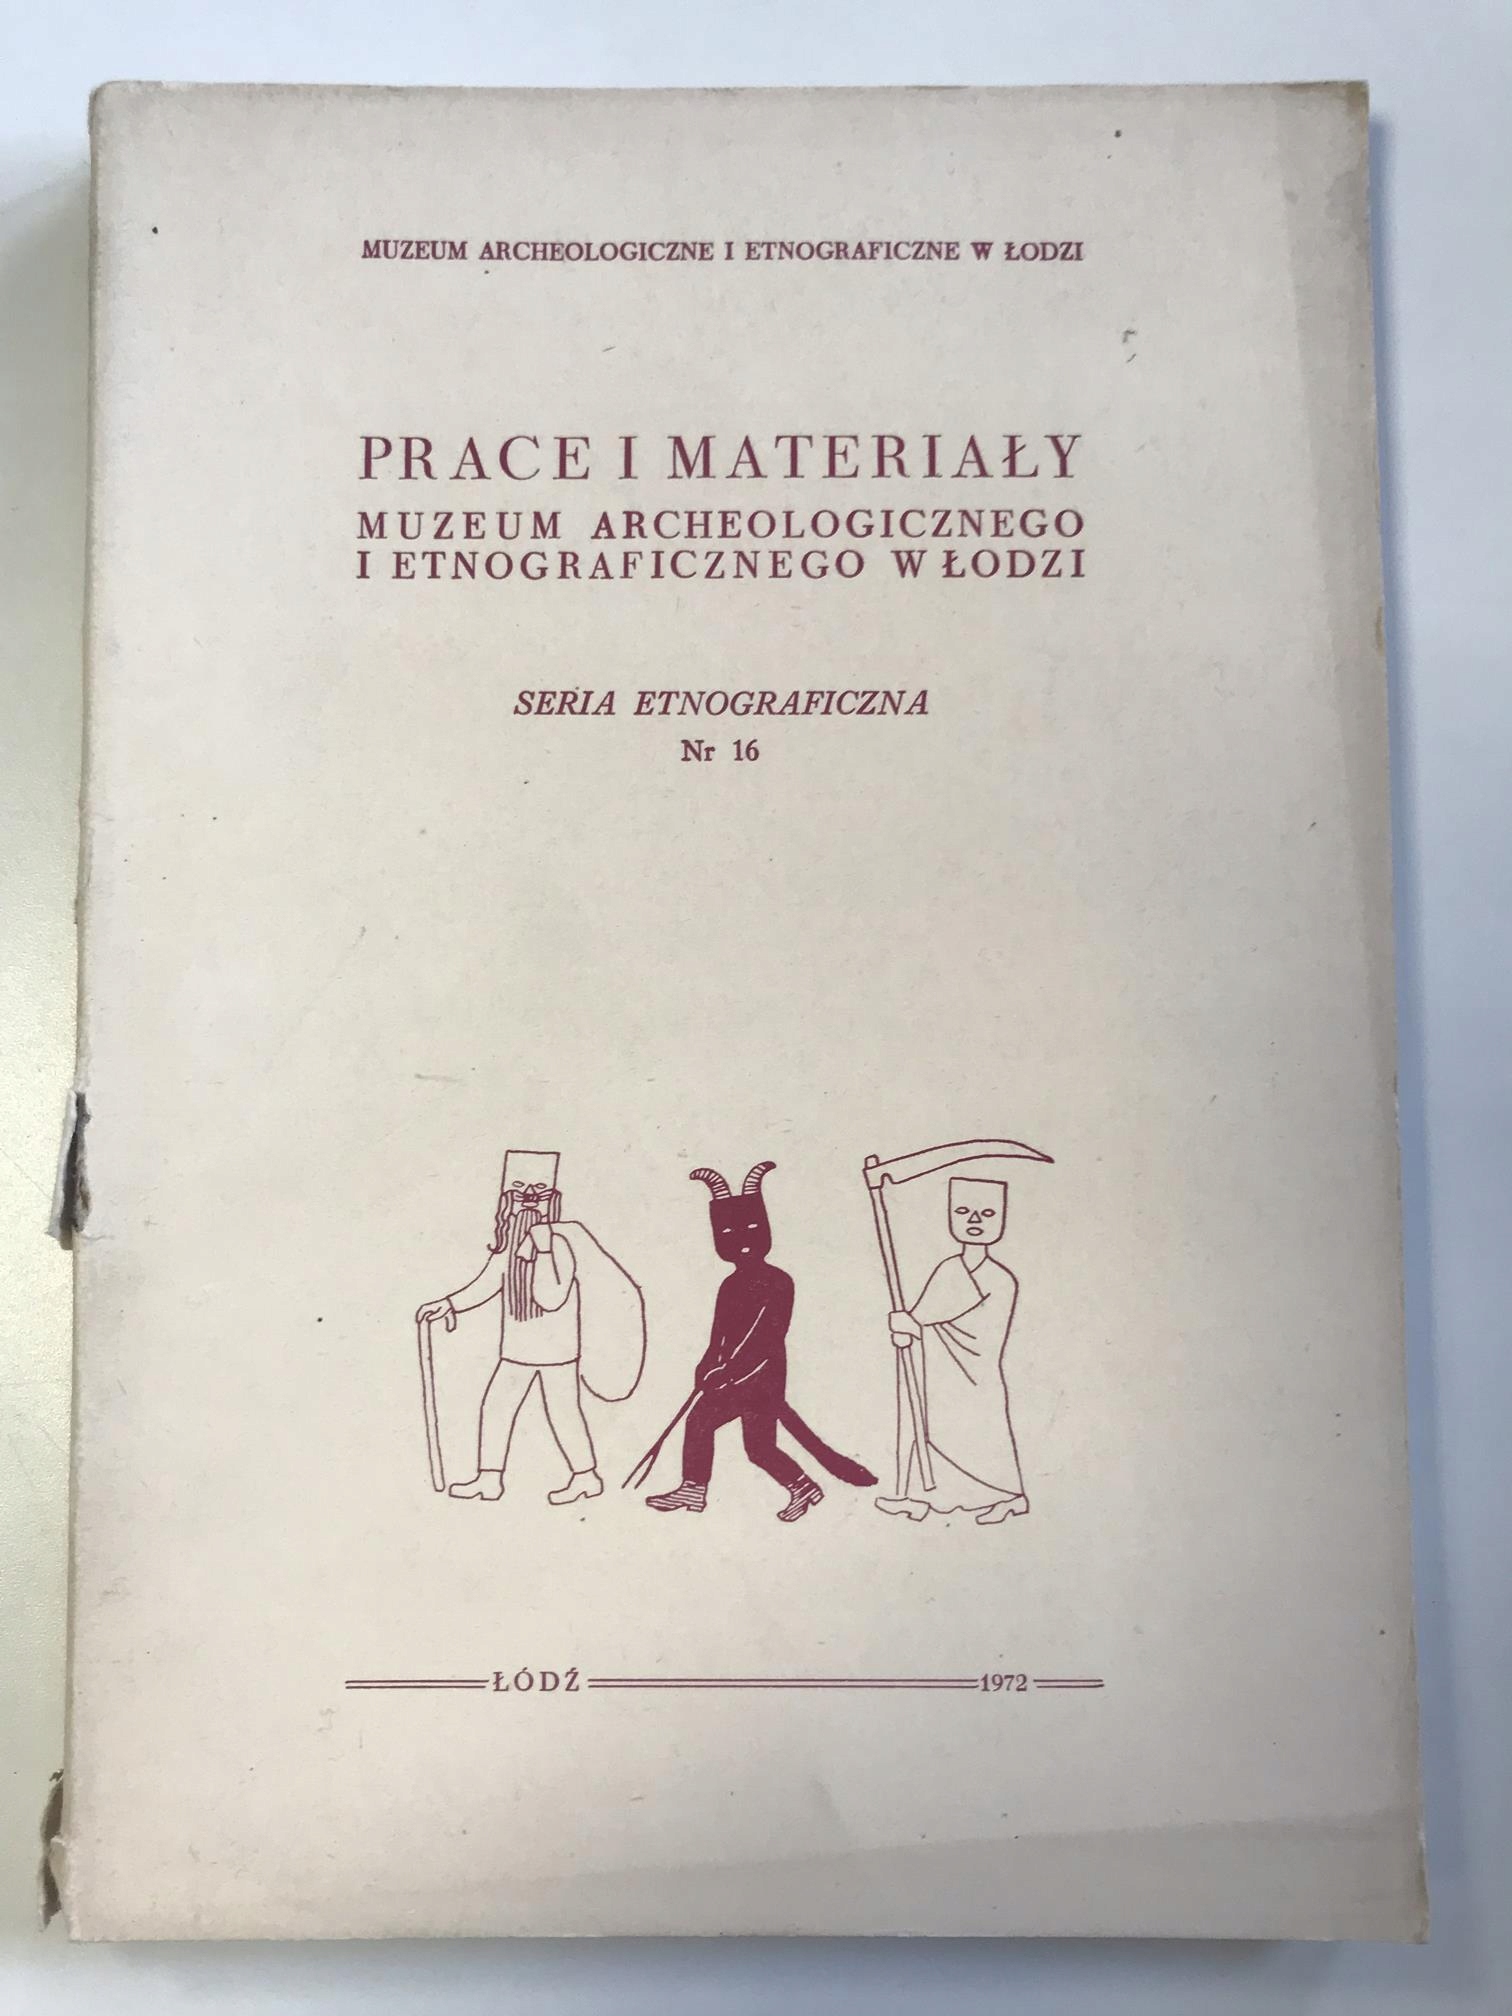 MUZEUM ARCHEOLOGICZNE I ETNOGRAFICZNE W ŁODZI
PRACE I MATERIAŁY
MUZEUM ARCHEOLOGICZNEGO
I ETNOGRAFICZNEGO W ŁODZI
SERIA ETNOGRAFICZNA
Nr 16
ŁÓDŹ 1972